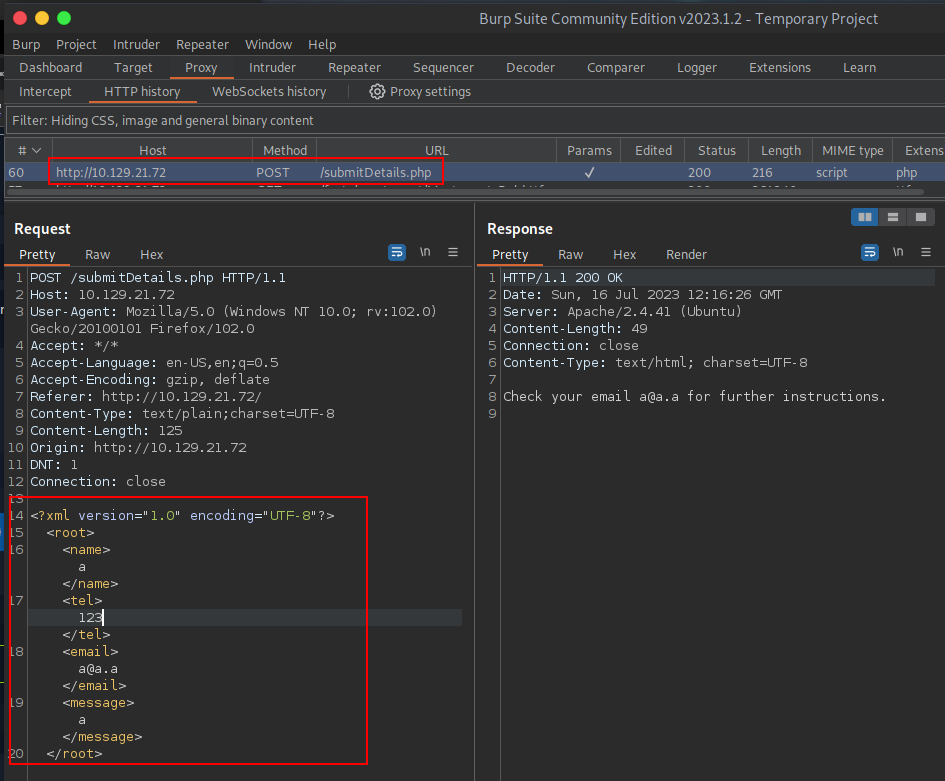 Burp Suite Community Edition v2023.1.2 - Temporary Project
Burp Project Intruder Repeater Window Help
Dashboard Target Proxy Intruder Repeater Sequencer Decoder Comparer Logger Extensions Learn
Intercept HTTP history WebSockets history Proxy settings
Filter: Hiding CSS, image and general binary content
# Host Method URL Params Edited Status Length MIME type Extens
60 http://10.129.21.72 POST /submitDetails.php ✓ 200 216 script php
Request
Pretty Raw Hex \n
1 POST /submitDetails.php HTTP/1.1
2 Host: 10.129.21.72
3 User-Agent: Mozilla/5.0 (Windows NT 10.0; rv:102.0)
Gecko/20100101 Firefox/102.0
4 Accept: */*
5 Accept-Language: en-US,en;q=0.5
6 Accept-Encoding: gzip, deflate
7 Referer: http://10.129.21.72/
8 Content-Type: text/plain;charset=UTF-8
9 Content-Length: 125
10 Origin: http://10.129.21.72
11 DNT: 1
12 Connection: close
13
14 <?xml version="1.0" encoding="UTF-8"?>
15 <root>
16 <name>
a
</name>
17 <tel>
123
</tel>
18 <email>
a@a.a
</email>
19 <message>
a
</message>
20 </root>
Response
Pretty Raw Hex Render \n
1 HTTP/1.1 200 OK
2 Date: Sun, 16 Jul 2023 12:16:26 GMT
3 Server: Apache/2.4.41 (Ubuntu)
4 Content-Length: 49
5 Connection: close
6 Content-Type: text/html; charset=UTF-8
7
8 Check your email a@a.a for further instructions.
9